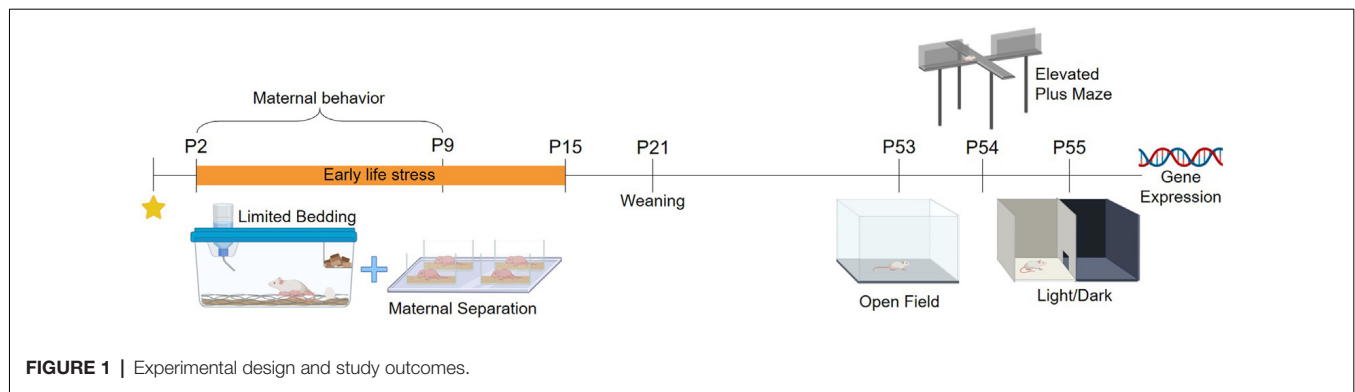 Maternal behavior
P2
P9
P15
P21
P53
P54
P55
Early life stress
Weaning
Elevated
Plus Maze
Gene
Expression
Limited Bedding
Maternal Separation
Open Field
Light/Dark
FIGURE 1 | Experimental design and study outcomes.